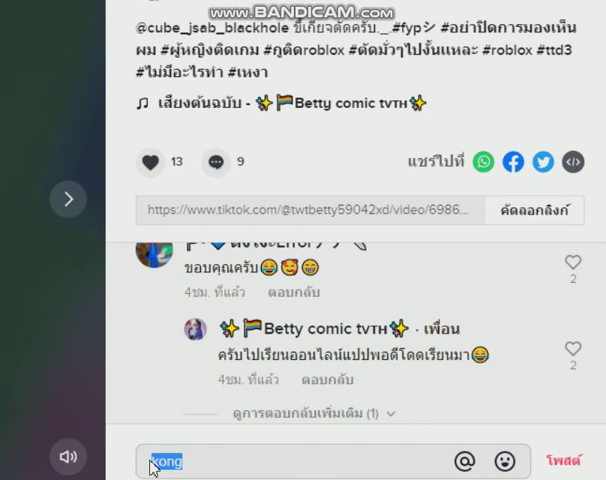 www.BANDICAM.com
@cube_jsab_blackhole ขี้เกียจตัดครับ._.#fypシ #อย่าปิดการมองเห็น
ผม #ผู้หญิงติดเกม #กูติดroblox #ตัดมั่วๆไปงั้นแหละ #roblox #ttd3
#ไม่มีอะไรทำ #เหงา
♫ เสียงต้นฉบับ - ✨🏳️‍🌈Betty comic tvᴛʜ✨
13
9
แชร์ไปที่
https://www.tiktok.com/@twtbetty59042xd/video/6986...
คัดลอกลิงก์
ขอบคุณครับ😂🥰😁
2
4ชม. ที่แล้ว ตอบกลับ
✨🏳️‍🌈Betty comic tvᴛʜ✨ · เพื่อน
ครับไปเรียนออนไลน์แปปพอดีโดดเรียนมา😂
2
4ชม. ที่แล้ว ตอบกลับ
ดูการตอบกลับเพิ่มเติม (1)
kong
โพสต์